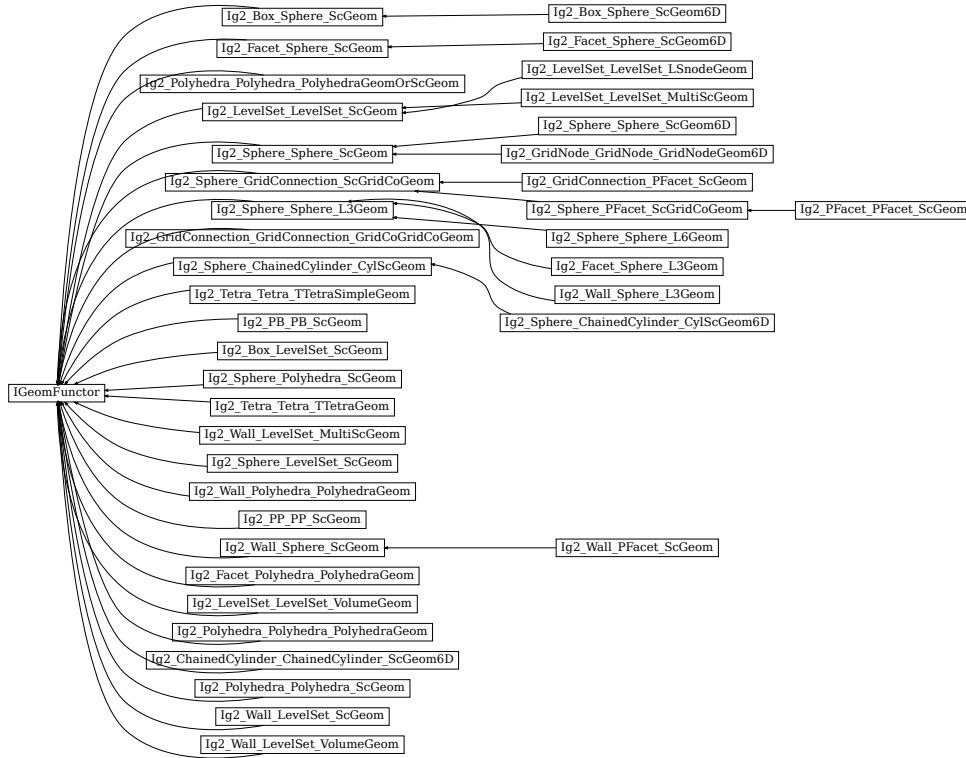 Ig2_Box_Sphere_ScGeom
Ig2_Box_Sphere_ScGeom6D
Ig2_Facet_Sphere_ScGeom
Ig2_Facet_Sphere_ScGeom6D
Ig2_Polyhedra_Polyhedra_PolyhedraGeomOrScGeom
Ig2_LevelSet_LevelSet_LSnodeGeom
Ig2_LevelSet_LevelSet_ScGeom
Ig2_LevelSet_LevelSet_MultiScGeom
Ig2_Sphere_Sphere_ScGeom6D
Ig2_Sphere_Sphere_ScGeom
Ig2_GridNode_GridNode_GridNodeGeom6D
Ig2_Sphere_GridConnection_ScGridCoGeom
Ig2_GridConnection_PFacet_ScGeom
Ig2_Sphere_Sphere_L3Geom
Ig2_Sphere_PFacet_ScGridCoGeom
Ig2_PFacet_PFacet_ScGeom
Ig2_GridConnection_GridConnection_GridCoGridCoGeom
Ig2_Sphere_Sphere_L6Geom
Ig2_Sphere_ChainedCylinder_CylScGeom
Ig2_Facet_Sphere_L3Geom
Ig2_Tetra_Tetra_TTetraSimpleGeom
Ig2_Wall_Sphere_L3Geom
Ig2_PB_PB_ScGeom
Ig2_Sphere_ChainedCylinder_CylScGeom6D
Ig2_Box_LevelSet_ScGeom
Ig2_Sphere_Polyhedra_ScGeom
IGeomFunctor
Ig2_Tetra_Tetra_TTetraGeom
Ig2_Wall_LevelSet_MultiScGeom
Ig2_Sphere_LevelSet_ScGeom
Ig2_Wall_Polyhedra_PolyhedraGeom
Ig2_PP_PP_ScGeom
Ig2_Wall_Sphere_ScGeom
Ig2_Wall_PFacet_ScGeom
Ig2_Facet_Polyhedra_PolyhedraGeom
Ig2_LevelSet_LevelSet_VolumeGeom
Ig2_Polyhedra_Polyhedra_PolyhedraGeom
Ig2_ChainedCylinder_ChainedCylinder_ScGeom6D
Ig2_Polyhedra_Polyhedra_ScGeom
Ig2_Wall_LevelSet_ScGeom
Ig2_Wall_LevelSet_VolumeGeom